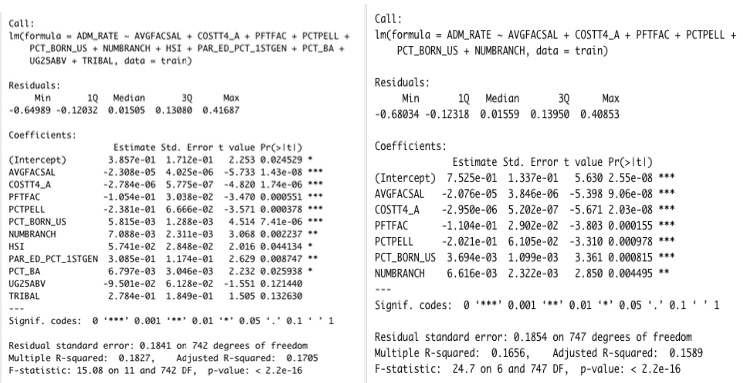 Call:
lm(formula = ADM_RATE ~ AVGFACSAL + COSTT4_A + PFTFAC + PCTPELL +
    PCT_BORN_US + NUMBRANCH + HSI + PAR_ED_PCT_1STGEN + PCT_BA +
    UG25ABV + TRIBAL, data = train)
Residuals:
     Min       1Q   Median       3Q      Max
-0.64989 -0.12032  0.01505  0.13080  0.41687
Coefficients:
                    Estimate Std. Error t value Pr(>|t|)
(Intercept)        3.857e-01  1.712e-01   2.253 0.024529 *
AVGFACSAL         -2.308e-05  4.025e-06  -5.733 1.43e-08 ***
COSTT4_A          -2.784e-06  5.775e-07  -4.820 1.74e-06 ***
PFTFAC            -1.054e-01  3.038e-02  -3.470 0.000551 ***
PCTPELL           -2.381e-01  6.666e-02  -3.571 0.000378 ***
PCT_BORN_US        5.815e-03  1.288e-03   4.514 7.41e-06 ***
NUMBRANCH          7.088e-03  2.311e-03   3.068 0.002237 **
HSI                5.741e-02  2.848e-02   2.016 0.044134 *
PAR_ED_PCT_1STGEN  3.085e-01  1.174e-01   2.629 0.008747 **
PCT_BA             6.797e-03  3.046e-03   2.232 0.025938 *
UG25ABV           -9.501e-02  6.128e-02  -1.551 0.121440
TRIBAL             2.784e-01  1.849e-01   1.505 0.132630
---
Signif. codes:  0 ‘***’ 0.001 ‘**’ 0.01 ‘*’ 0.05 ‘.’ 0.1 ‘ ’ 1
Residual standard error: 0.1841 on 742 degrees of freedom
Multiple R-squared:  0.1827,    Adjusted R-squared:  0.1705
F-statistic: 15.08 on 11 and 742 DF,  p-value: < 2.2e-16
Call:
lm(formula = ADM_RATE ~ AVGFACSAL + COSTT4_A + PFTFAC + PCTPELL +
    PCT_BORN_US + NUMBRANCH, data = train)
Residuals:
     Min       1Q   Median       3Q      Max
-0.68034 -0.12318  0.01559  0.13950  0.40853
Coefficients:
              Estimate Std. Error t value Pr(>|t|)
(Intercept)  7.525e-01  1.337e-01   5.630 2.55e-08 ***
AVGFACSAL   -2.076e-05  3.846e-06  -5.398 9.06e-08 ***
COSTT4_A    -2.950e-06  5.202e-07  -5.671 2.03e-08 ***
PFTFAC      -1.104e-01  2.902e-02  -3.803 0.000155 ***
PCTPELL     -2.021e-01  6.105e-02  -3.310 0.000978 ***
PCT_BORN_US  3.694e-03  1.099e-03   3.361 0.000815 ***
NUMBRANCH    6.616e-03  2.322e-03   2.850 0.004495 **
---
Signif. codes:  0 ‘***’ 0.001 ‘**’ 0.01 ‘*’ 0.05 ‘.’ 0.1 ‘ ’ 1
Residual standard error: 0.1854 on 747 degrees of freedom
Multiple R-squared:  0.1656,    Adjusted R-squared:  0.1589
F-statistic:  24.7 on 6 and 747 DF,  p-value: < 2.2e-16